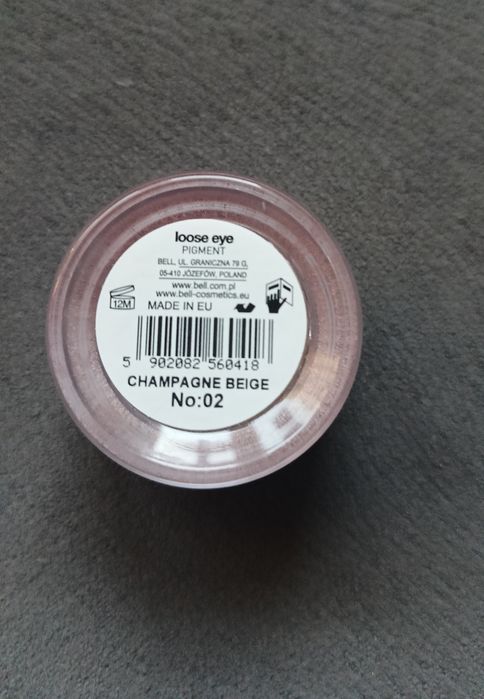 loose eye
PIGMENT
BELL, UL. GRANICZNA 79 G,
05-410 JÓZEFÓW, POLAND
www.bell.com.pl
www.bell-cosmetics.eu
12M
MADE IN EU
5 902082 560418
CHAMPAGNE BEIGE
No:02